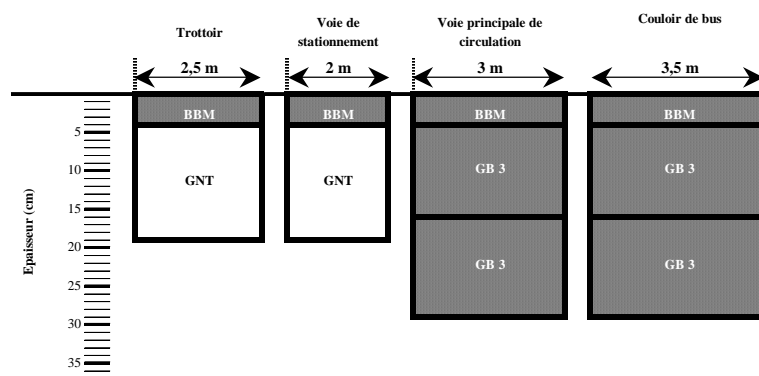 Trottoir
Voie de
stationnement
Voie principale de
circulation
Couloir de bus
2,5 m
2 m
3 m
3,5 m
BBM
BBM
BBM
BBM
GNT
GNT
GB 3
GB 3
GB 3
GB 3
Epaisseur (cm)
5
10
15
20
25
30
35